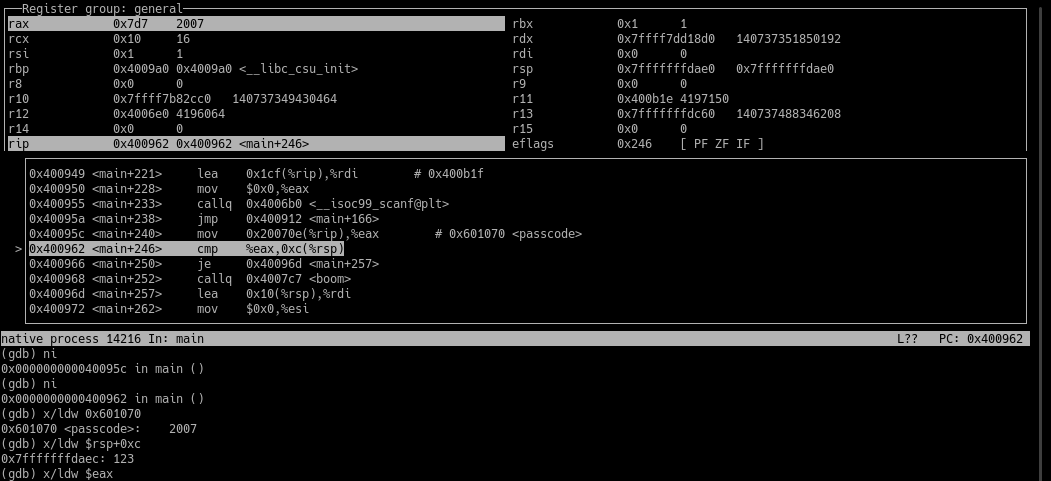 Register group: general
rax 0x7d7 2007 rbx 0x1 1
rcx 0x10 16 rdx 0x7ffff7dd18d0 140737351850192
rsi 0x1 1 rdi 0x0 0
rbp 0x4009a0 0x4009a0 <__libc_csu_init> rsp 0x7fffffffdae0 0x7fffffffdae0
r8 0x0 0 r9 0x0 0
r10 0x7ffff7b82cc0 140737349430464 r11 0x400b1e 4197150
r12 0x4006e0 4196064 r13 0x7fffffffdc60 140737488346208
r14 0x0 0 r15 0x0 0
rip 0x400962 0x400962 <main+246> eflags 0x246 [ PF ZF IF ]
0x400949 <main+221> lea 0x1cf(%rip),%rdi # 0x400b1f
0x400950 <main+228> mov $0x0,%eax
0x400955 <main+233> callq 0x4006b0 <__isoc99_scanf@plt>
0x40095a <main+238> jmp 0x400912 <main+166>
0x40095c <main+240> mov 0x20070e(%rip),%eax # 0x601070 <passcode>
> 0x400962 <main+246> cmp %eax,0xc(%rsp)
0x400966 <main+250> je 0x40096d <main+257>
0x400968 <main+252> callq 0x4007c7 <boom>
0x40096d <main+257> lea 0x10(%rsp),%rdi
0x400972 <main+262> mov $0x0,%esi
native process 14216 In: main L?? PC: 0x400962
(gdb) ni
0x000000000040095c in main ()
(gdb) ni
0x0000000000400962 in main ()
(gdb) x/ldw 0x601070
0x601070 <passcode>: 2007
(gdb) x/ldw $rsp+0xc
0x7fffffffdaec: 123
(gdb) x/ldw $eax